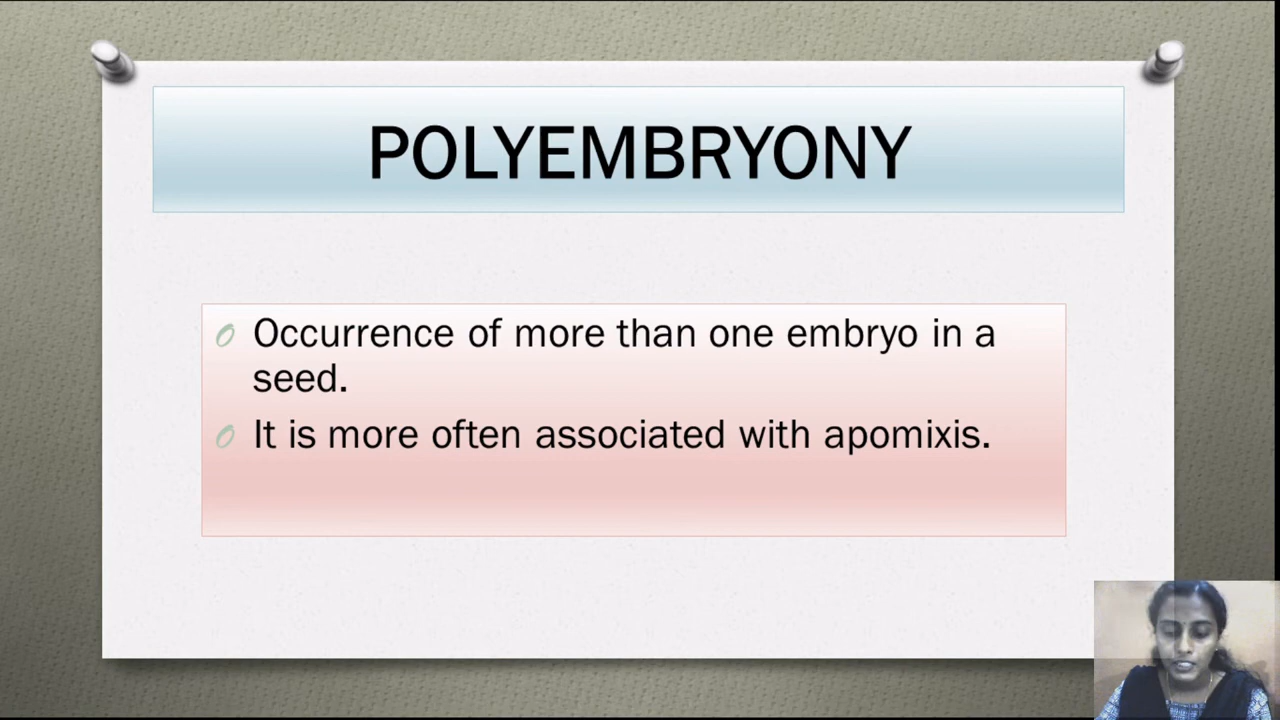 POLYEMBRYONY
Occurrence of more than one embryo in a
seed.
It is more often associated with apomixis.